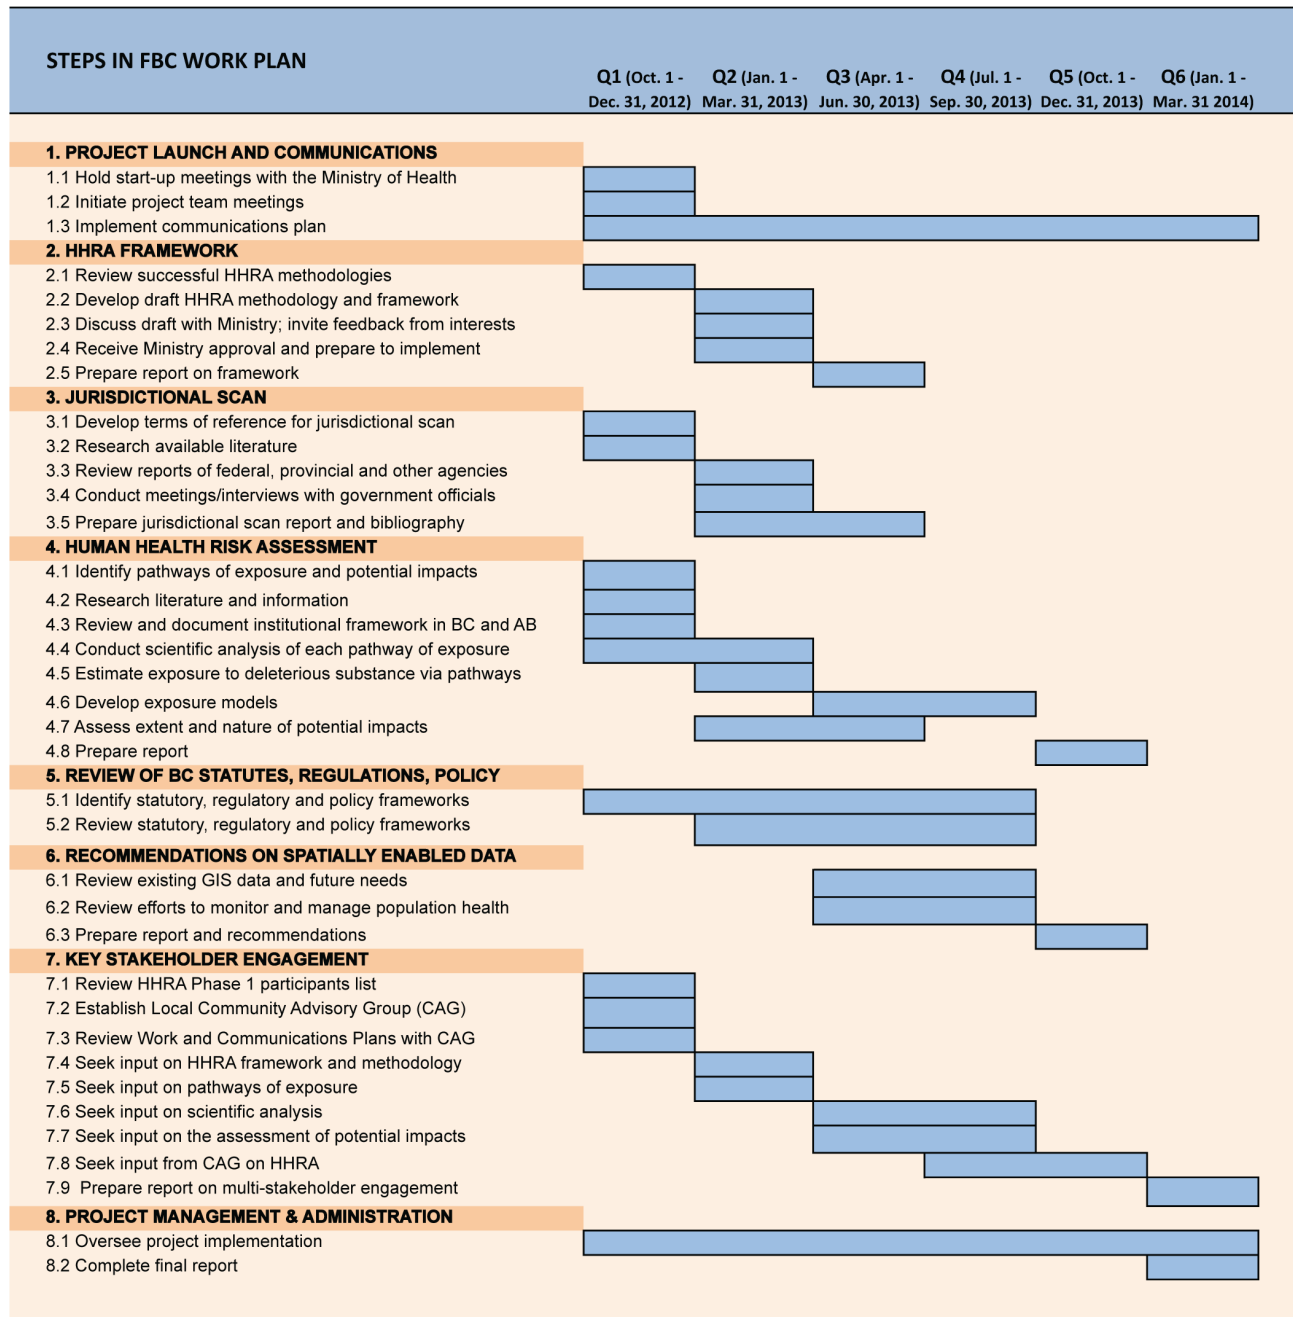 STEPS IN FBC WORK PLAN
Q1 (Oct. 1 - Dec. 31, 2012)
Q2 (Jan. 1 - Mar. 31, 2013)
Q3 (Apr. 1 - Jun. 30, 2013)
Q4 (Jul. 1 - Sep. 30, 2013)
Q5 (Oct. 1 - Dec. 31, 2013)
Q6 (Jan. 1 - Mar. 31 2014)
1. PROJECT LAUNCH AND COMMUNICATIONS
1.1 Hold start-up meetings with the Ministry of Health
1.2 Initiate project team meetings
1.3 Implement communications plan
2. HHRA FRAMEWORK
2.1 Review successful HHRA methodologies
2.2 Develop draft HHRA methodology and framework
2.3 Discuss draft with Ministry; invite feedback from interests
2.4 Receive Ministry approval and prepare to implement
2.5 Prepare report on framework
3. JURISDICTIONAL SCAN
3.1 Develop terms of reference for jurisdictional scan
3.2 Research available literature
3.3 Review reports of federal, provincial and other agencies
3.4 Conduct meetings/interviews with government officials
3.5 Prepare jurisdictional scan report and bibliography
4. HUMAN HEALTH RISK ASSESSMENT
4.1 Identify pathways of exposure and potential impacts
4.2 Research literature and information
4.3 Review and document institutional framework in BC and AB
4.4 Conduct scientific analysis of each pathway of exposure
4.5 Estimate exposure to deleterious substance via pathways
4.6 Develop exposure models
4.7 Assess extent and nature of potential impacts
4.8 Prepare report
5. REVIEW OF BC STATUTES, REGULATIONS, POLICY
5.1 Identify statutory, regulatory and policy frameworks
5.2 Review statutory, regulatory and policy frameworks
6. RECOMMENDATIONS ON SPATIALLY ENABLED DATA
6.1 Review existing GIS data and future needs
6.2 Review efforts to monitor and manage population health
6.3 Prepare report and recommendations
7. KEY STAKEHOLDER ENGAGEMENT
7.1 Review HHRA Phase 1 participants list
7.2 Establish Local Community Advisory Group (CAG)
7.3 Review Work and Communications Plans with CAG
7.4 Seek input on HHRA framework and methodology
7.5 Seek input on pathways of exposure
7.6 Seek input on scientific analysis
7.7 Seek input on the assessment of potential impacts
7.8 Seek input from CAG on HHRA
7.9 Prepare report on multi-stakeholder engagement
8. PROJECT MANAGEMENT & ADMINISTRATION
8.1 Oversee project implementation
8.2 Complete final report